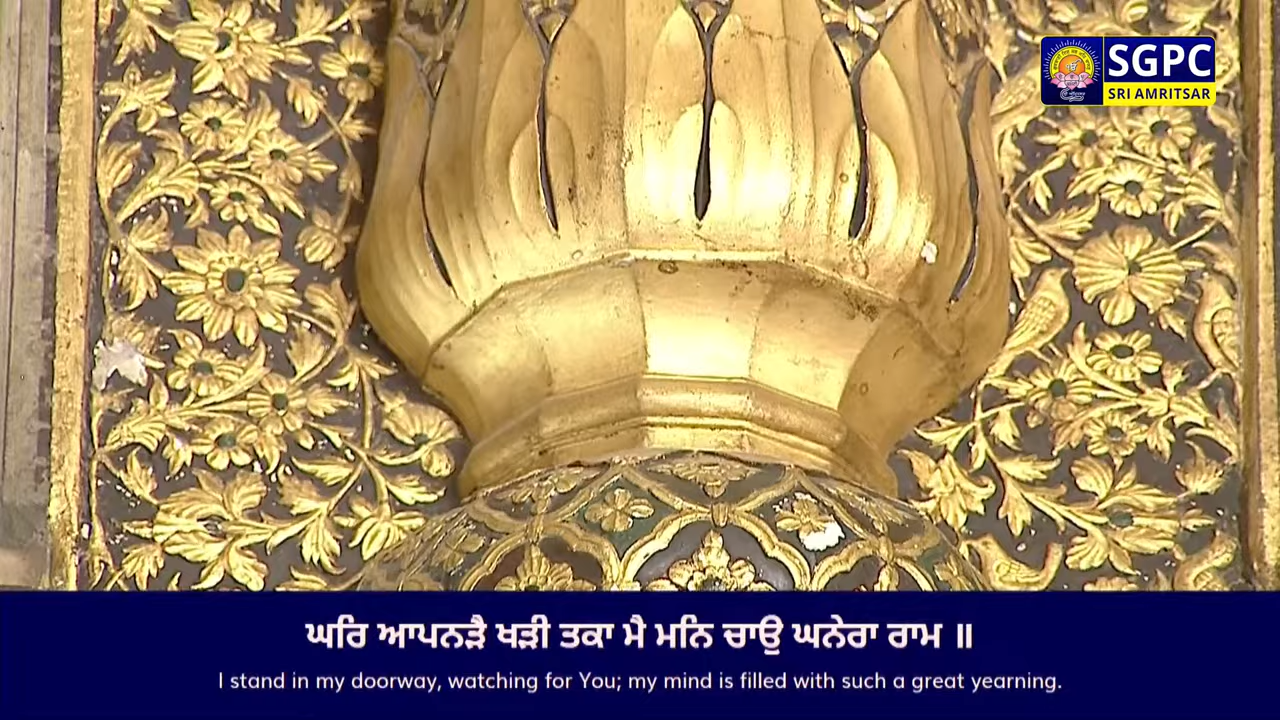 SGPC
SRI AMRITSAR
ਘਰਿ ਆਪਨੜੈ ਖੜੀ ਤਕਾ ਮੈ ਮਨਿ ਚਾਉ ਘਨੇਰਾ ਰਾਮ ॥
I stand in my doorway, watching for You; my mind is filled with such a great yearning.